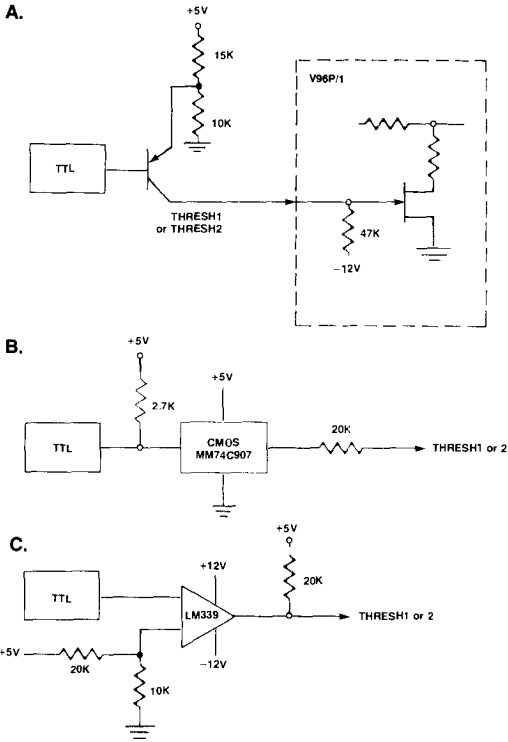 A.
+5V
15K
10K
TTL
THRESH1
or THRESH2
V96P/1
47K
−12V
B.
+5V
2.7K
+5V
TTL
CMOS
MM74C907
20K
THRESH1 or 2
C.
+5V
20K
TTL
+12V
LM339
−12V
THRESH1 or 2
+5V
20K
10K